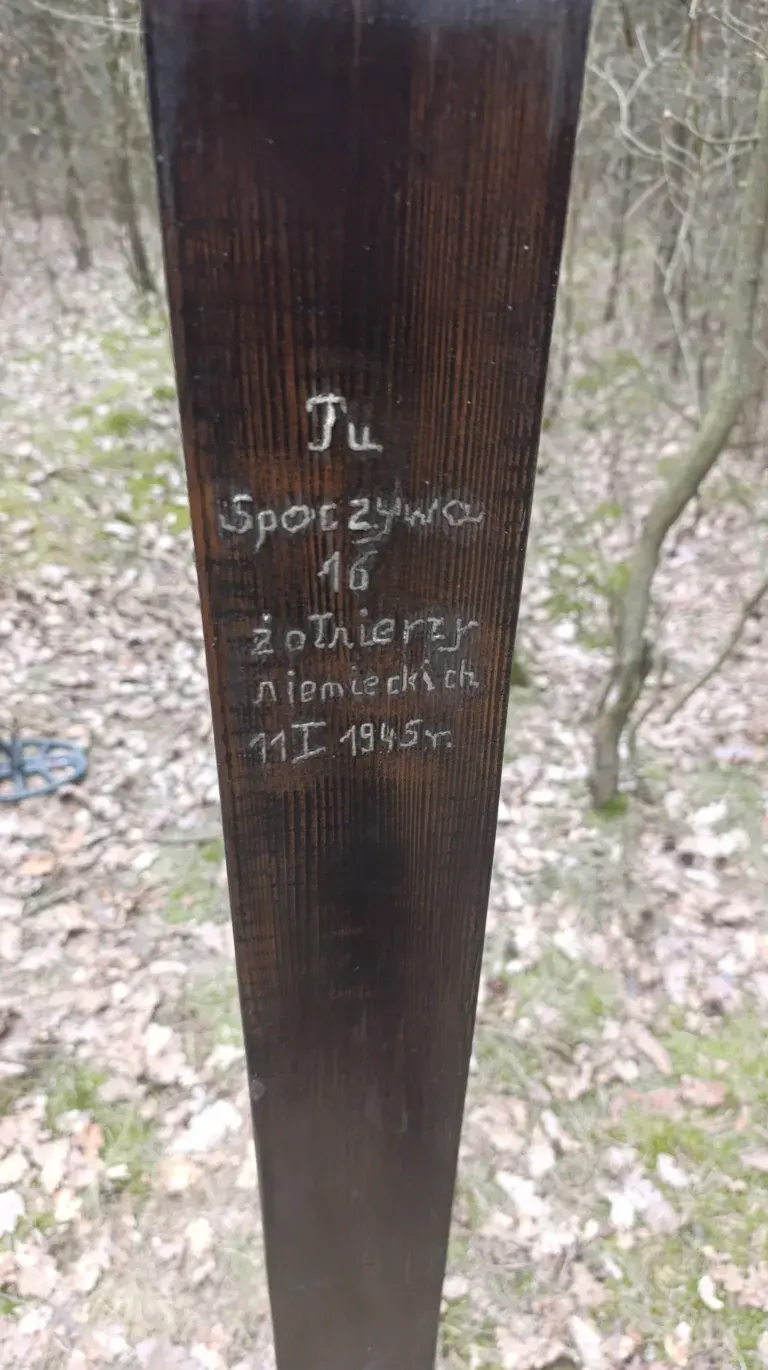 Tu
Spoczywa
16
żołnierzy
niemieckich
11 I 1945 r.